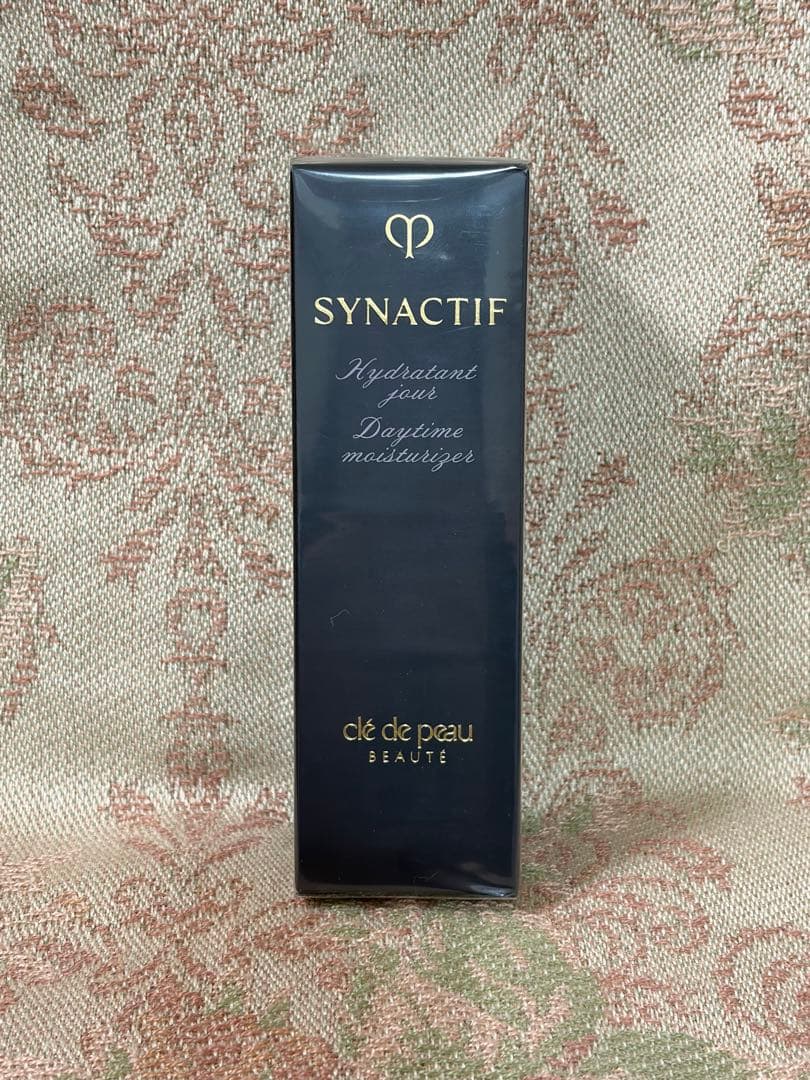 SYNACTIF
Hydratant
jour
Daytime
moisturizer
clé de peau
BEAUTÉ